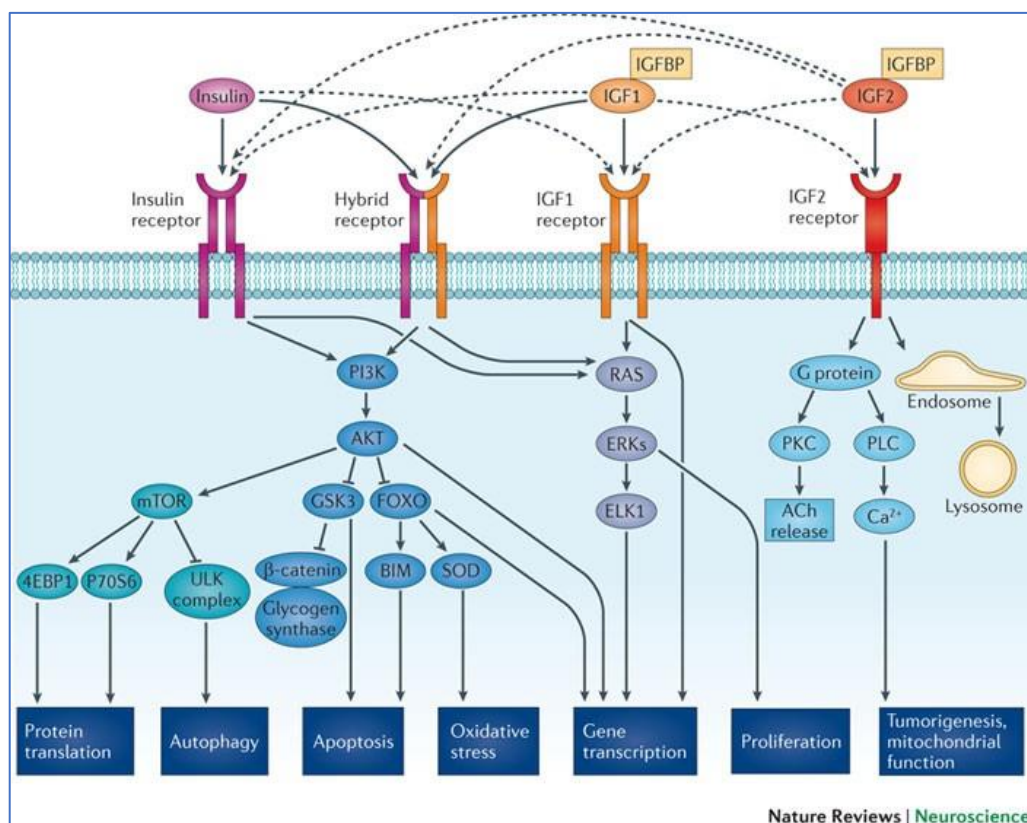 IGFBP
IGFBP
Insulin
IGF1
IGF2
Insulin
receptor
Hybrid
receptor
IGF1
receptor
IGF2
receptor
PI3K
RAS
G protein
Endosome
AKT
ERKs
PKC
PLC
mTOR
GSK3
FOXO
ELK1
ACh
release
Ca²⁺
Lysosome
4EBP1
P70S6
ULK
complex
β-catenin
Glycogen
synthase
BIM
SOD
Protein
translation
Autophagy
Apoptosis
Oxidative
stress
Gene
transcription
Proliferation
Tumorigenesis,
mitochondrial
function
Nature Reviews | Neuroscience